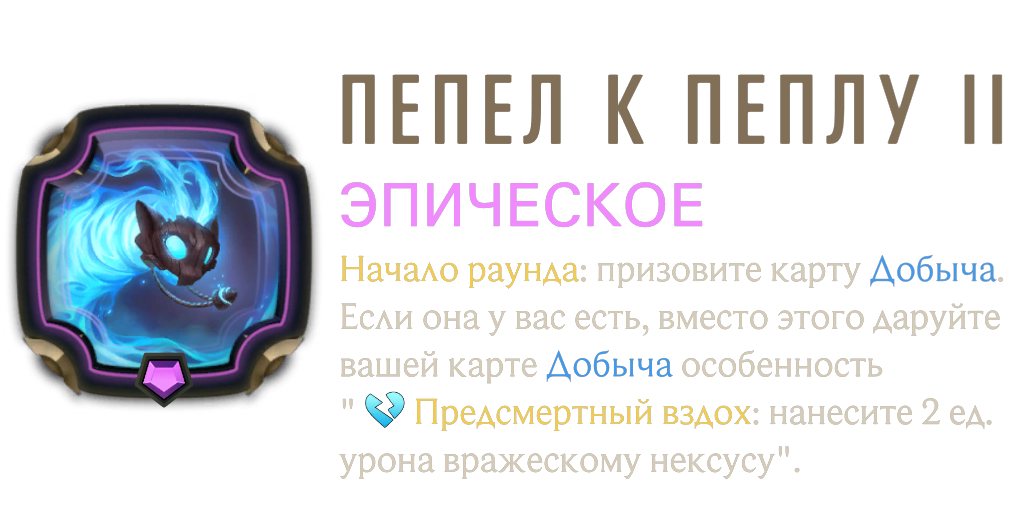 ПЕПЕЛ К ПЕПЛУ II
ЭПИЧЕСКОЕ
Начало раунда: призовите карту Добыча.
Если она у вас есть, вместо этого даруйте
вашей карте Добыча особенность
" Предсмертный вздох: нанесите 2 ед.
урона вражескому нексусу".